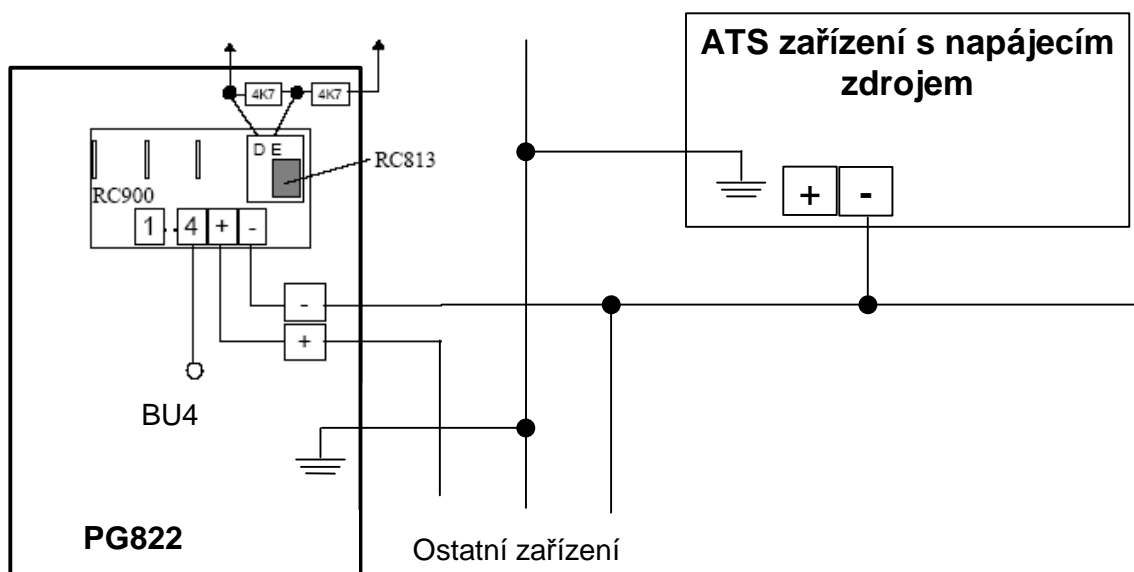 ATS zařízení s napájecím
zdrojem
4K7 4K7
D E
RC813
RC900
1 .. 4 + -
+ -
-
+
BU4
PG822
Ostatní zařízení